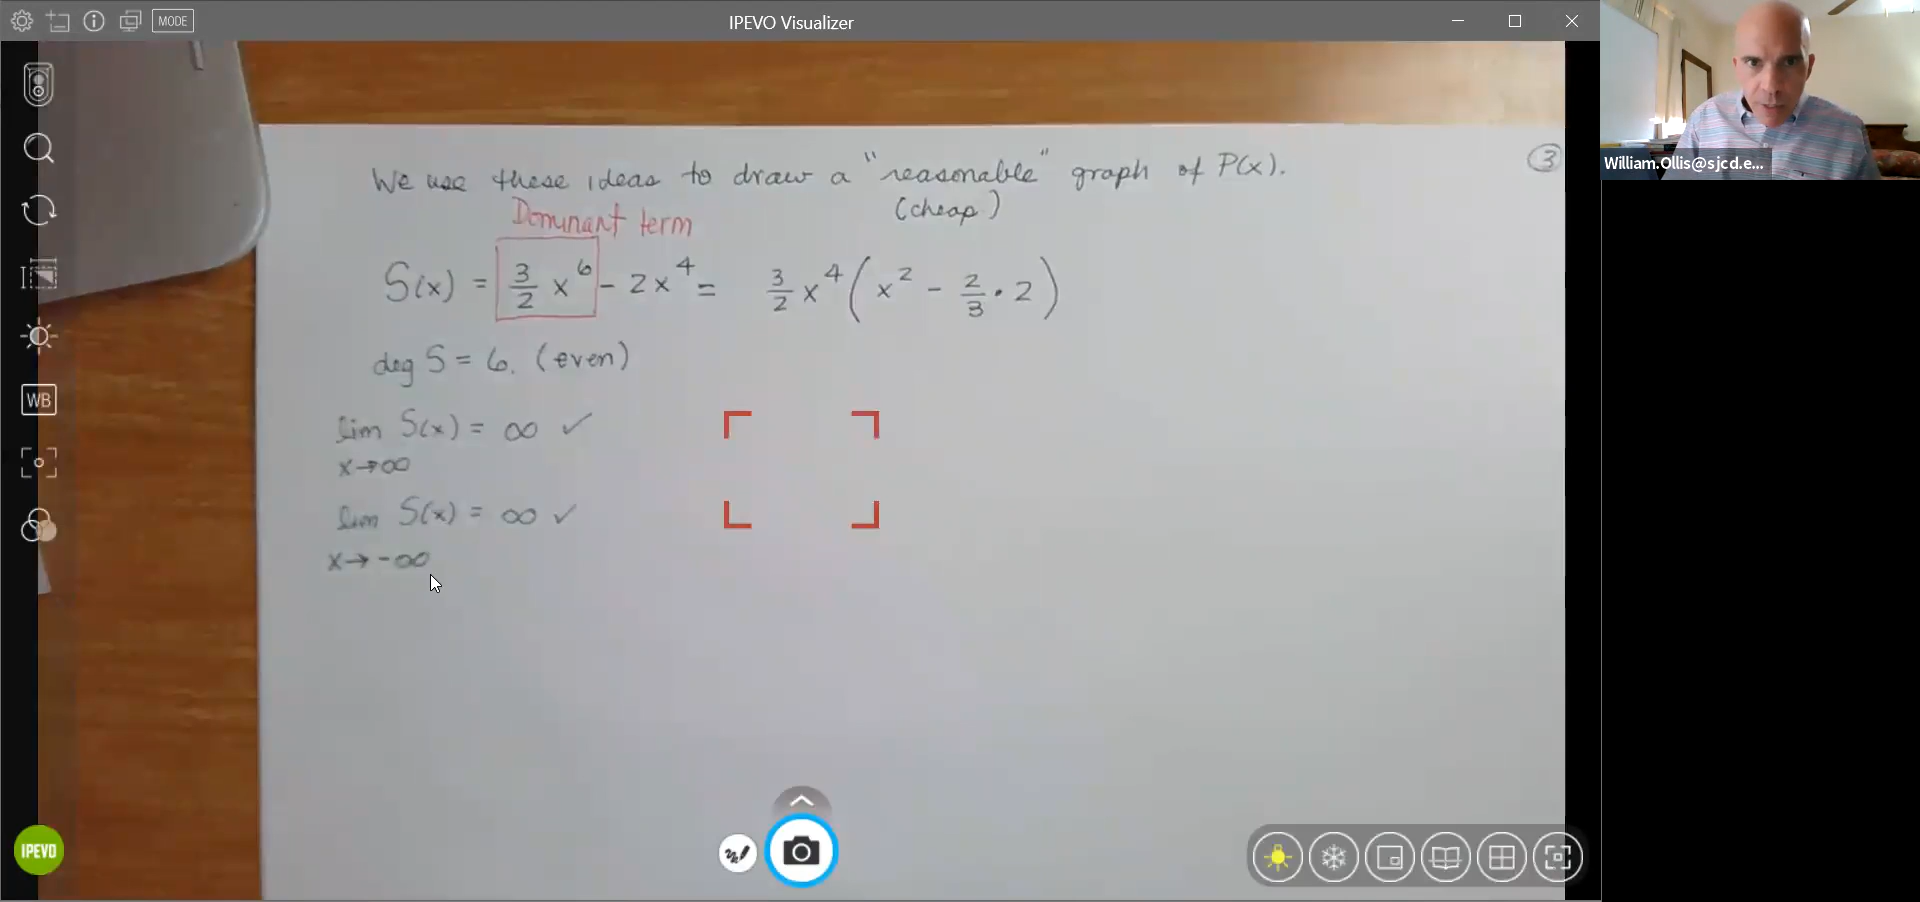 MODE
IPEVO Visualizer
William.Ollis@sjcd.e...
3
We use these ideas to draw a "reasonable" graph of P(x).
(cheap)
Dominant term
S(x) = 3/2 x^6 - 2x^4 = 3/2 x^4 (x^2 - 2/3 • 2)
deg S = 6. (even)
lim S(x) = ∞ ✓
x→∞
lim S(x) = ∞ ✓
x→-∞
WB
IPEVO